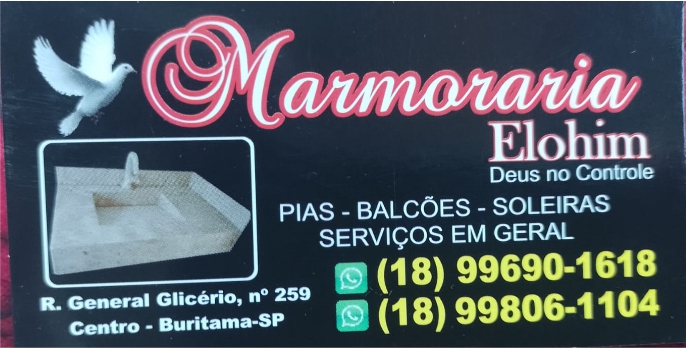 Marmoraria
Elohim
Deus no Controle
PIAS - BALCÕES - SOLEIRAS
SERVIÇOS EM GERAL
(18) 99690-1618
(18) 99806-1104
R. General Glicério, nº 259
Centro - Buritama-SP